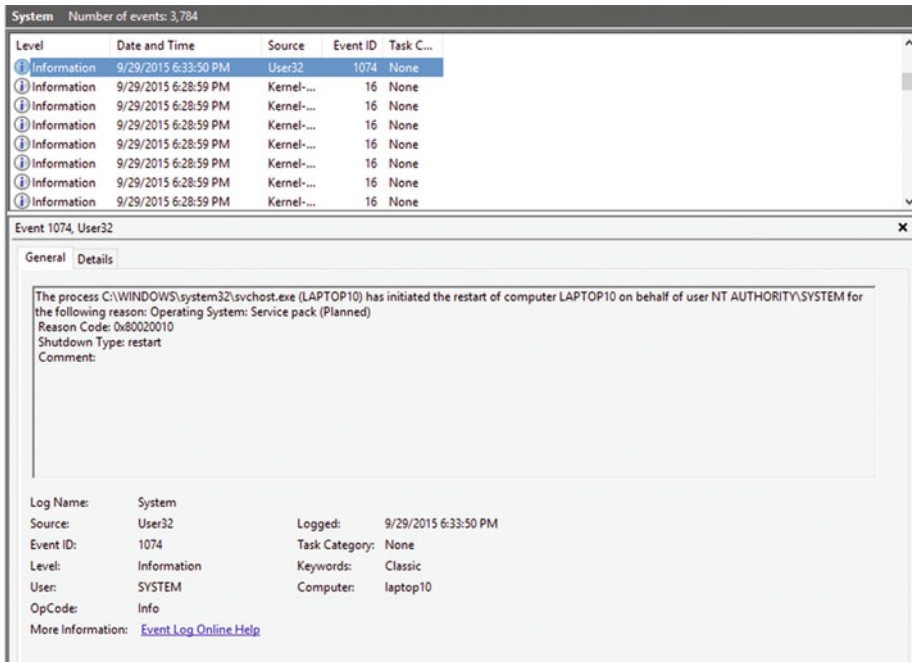 System Number of events: 3,784
Level Date and Time Source Event ID Task C...
Information 9/29/2015 6:33:50 PM User32 1074 None
Information 9/29/2015 6:28:59 PM Kernel-... 16 None
Information 9/29/2015 6:28:59 PM Kernel-... 16 None
Information 9/29/2015 6:28:59 PM Kernel-... 16 None
Information 9/29/2015 6:28:59 PM Kernel-... 16 None
Information 9/29/2015 6:28:59 PM Kernel-... 16 None
Information 9/29/2015 6:28:59 PM Kernel-... 16 None
Information 9/29/2015 6:28:59 PM Kernel-... 16 None
Event 1074, User32
General Details
The process C:\WINDOWS\system32\svchost.exe (LAPTOP10) has initiated the restart of computer LAPTOP10 on behalf of user NT AUTHORITY\SYSTEM for
the following reason: Operating System: Service pack (Planned)
Reason Code: 0x80020010
Shutdown Type: restart
Comment:
Log Name: System
Source: User32 Logged: 9/29/2015 6:33:50 PM
Event ID: 1074 Task Category: None
Level: Information Keywords: Classic
User: SYSTEM Computer: laptop10
OpCode: Info
More Information: Event Log Online Help